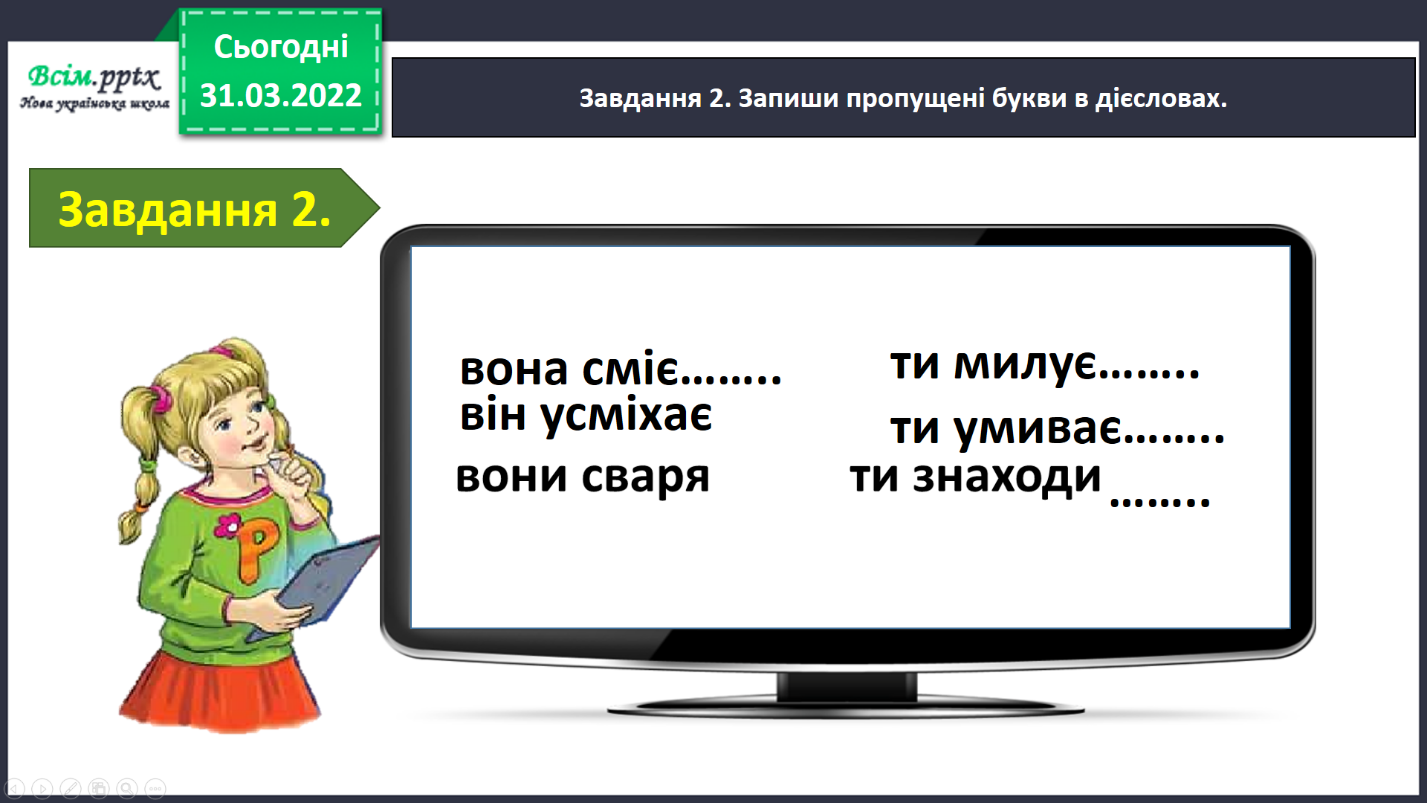 Всім.pptx
Нова українська школа
Сьогодні
31.03.2022
Завдання 2. Запиши пропущені букви в дієсловах.
Завдання 2.
вона сміє……..
він усміхає
вони сваря
ти милує……..
ти умиває……..
ти знаходи ……..
Р